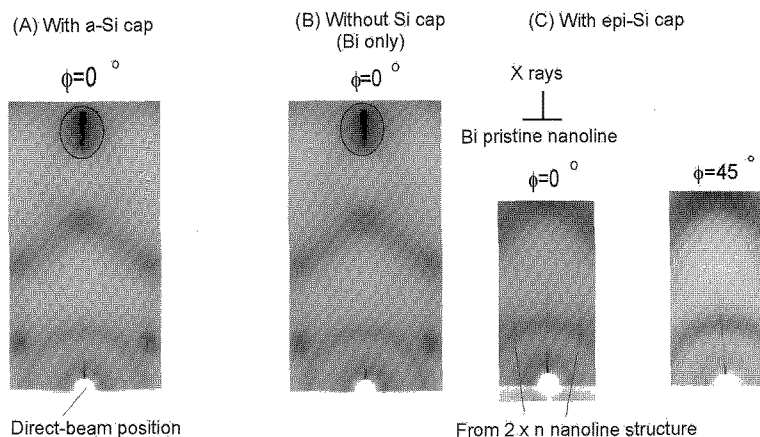 (A) With a-Si cap
ϕ=0 °
Direct-beam position
(B) Without Si cap
(Bi only)
ϕ=0 °
(C) With epi-Si cap
X rays
Bi pristine nanoline
ϕ=0 °
ϕ=45 °
From 2 x n nanoline structure